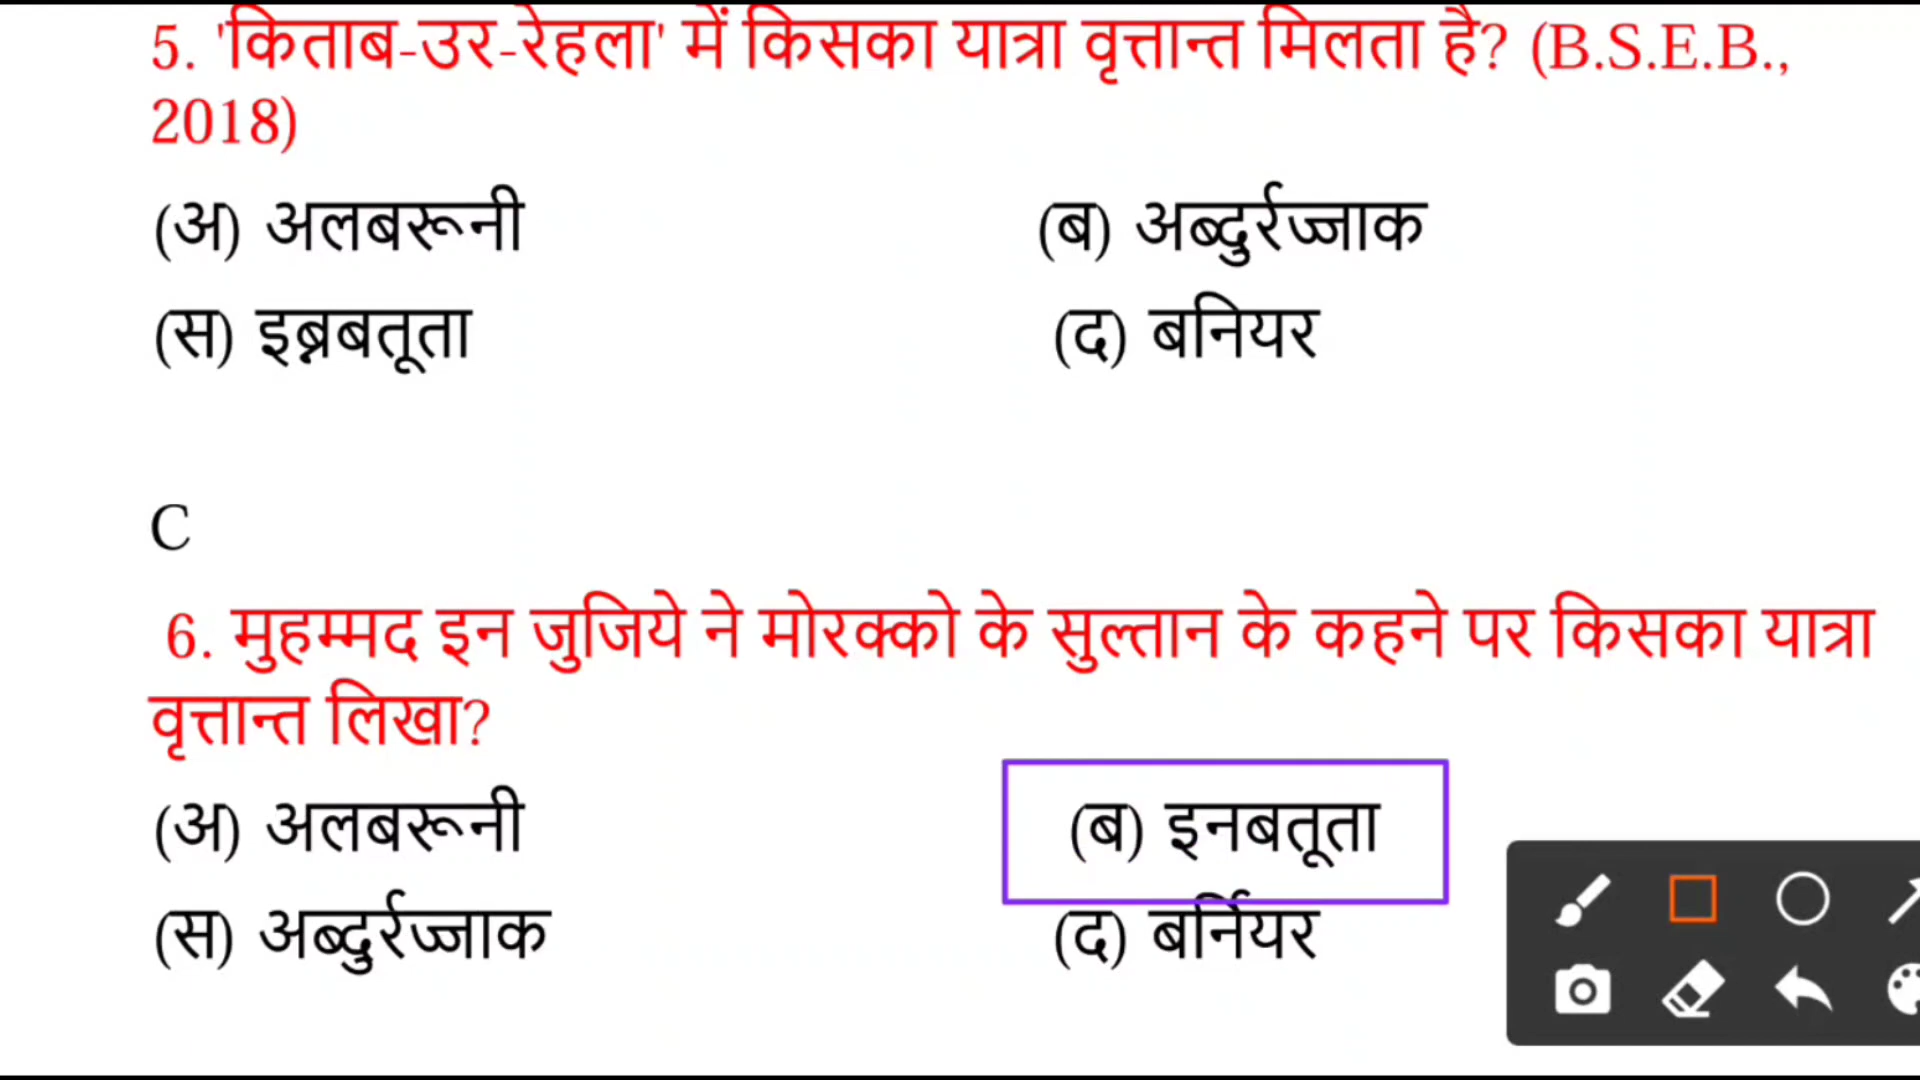 5. 'किताब-उर-रेहला' में किसका यात्रा वृत्तान्त मिलता है? (B.S.E.B.,
2018)
(अ) अलबरूनी (ब) अब्दुर्रज्जाक
(स) इब्नबतूता (द) बनियर
C
6. मुहम्मद इन जुजिये ने मोरक्को के सुल्तान के कहने पर किसका यात्रा
वृत्तान्त लिखा?
(अ) अलबरूनी (ब) इनबतूता
(स) अब्दुर्रज्जाक (द) बर्नियर